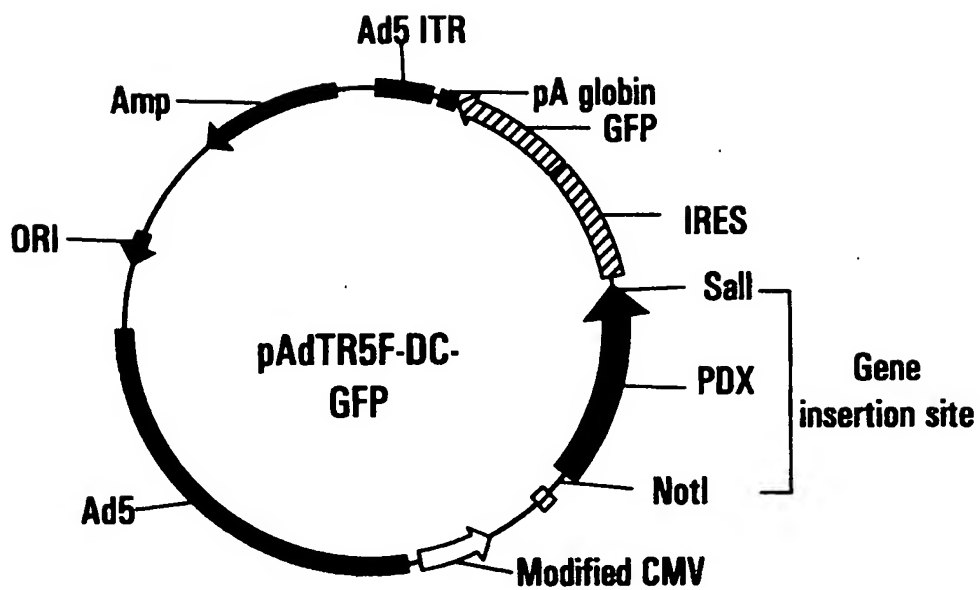 Ad5 ITR
Amp
pA globin
GFP
IRES
ORI
SalI
pAdTR5F-DC-
GFP
PDX
Gene
insertion site
NotI
Ad5
Modified CMV